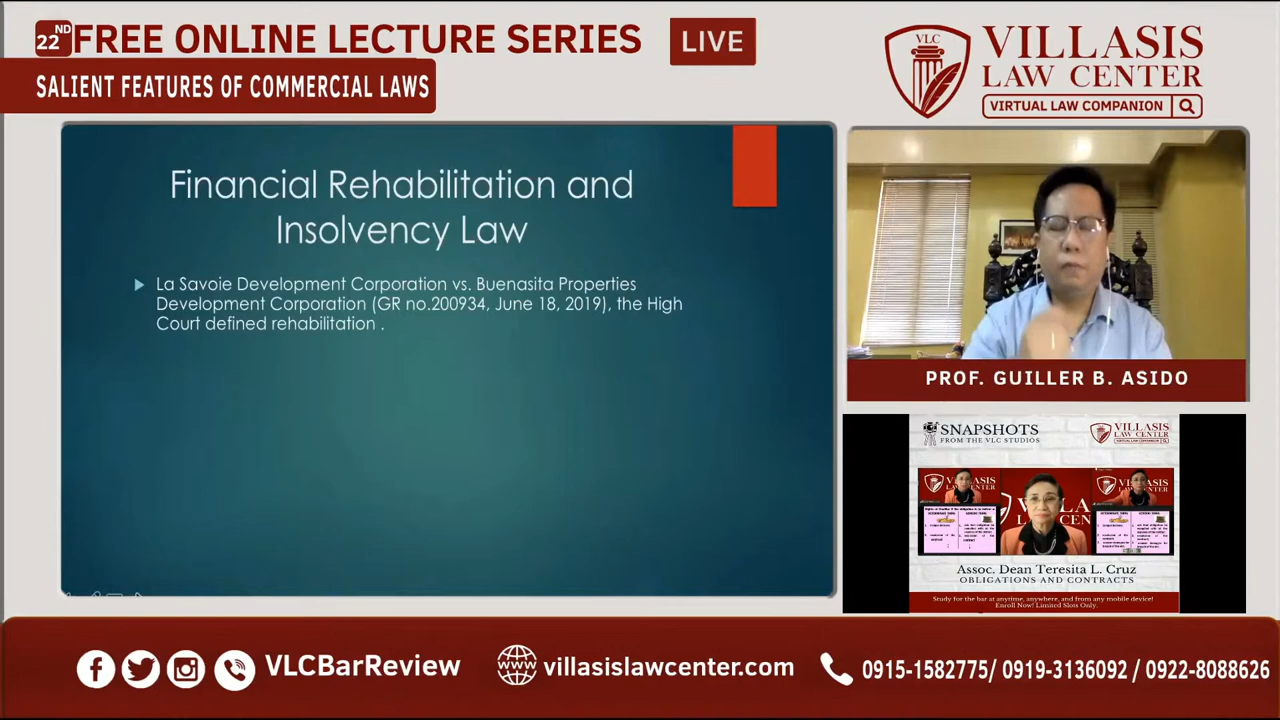 22ND FREE ONLINE LECTURE SERIES
LIVE
SALIENT FEATURES OF COMMERCIAL LAWS
VLC
VILLASIS
LAW CENTER
VIRTUAL LAW COMPANION
Financial Rehabilitation and
Insolvency Law
La Savoie Development Corporation vs. Buenasita Properties
Development Corporation (GR no.200934, June 18, 2019), the High
Court defined rehabilitation .
PROF. GUILLER B. ASIDO
SNAPSHOTS
FROM THE VLC STUDIOS
VILLASIS
LAW CENTER
VIRTUAL LAW COMPANION
Assoc. Dean Teresita L. Cruz
OBLIGATIONS AND CONTRACTS
Study for the bar at anytime, anywhere, and from any mobile device!
Enroll Now! Limited Slots Only.
VLCBarReview
www
villasislawcenter.com
0915-1582775/ 0919-3136092 / 0922-8088626